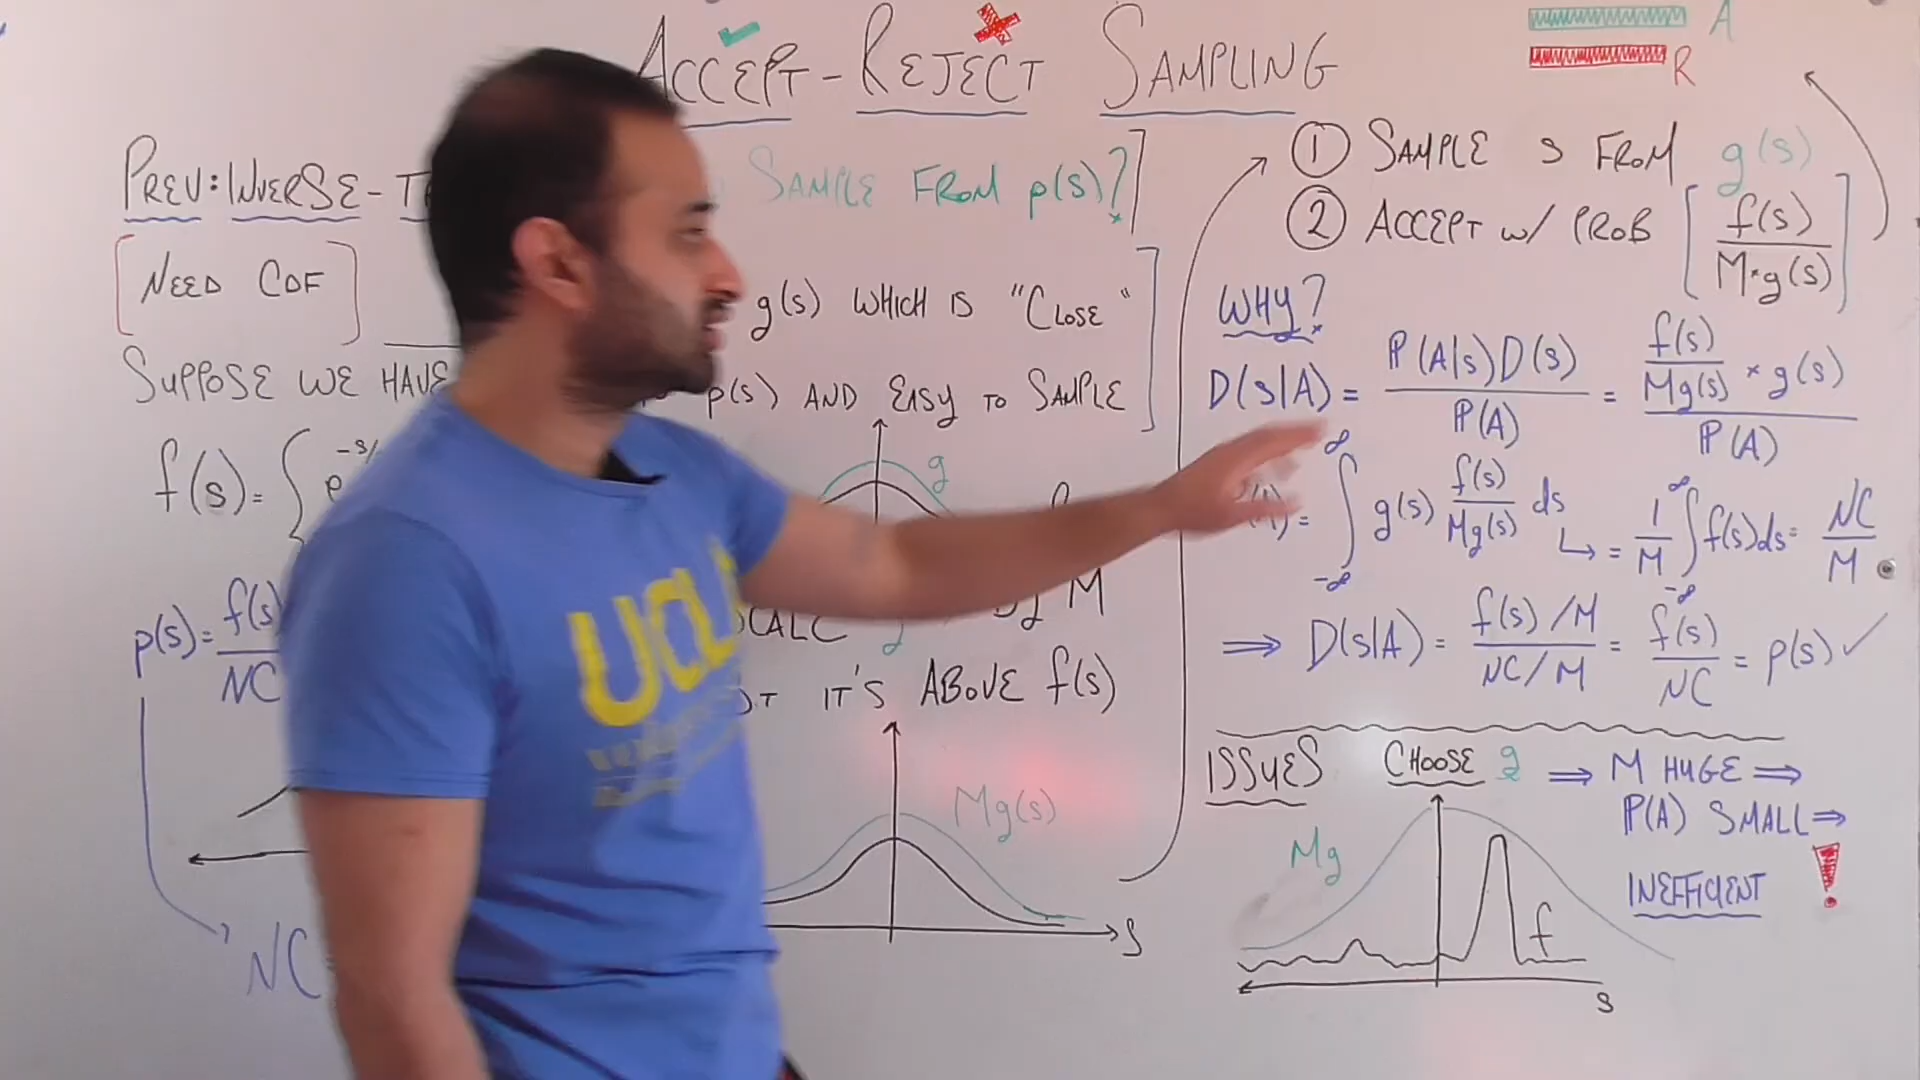 ACCEPT-REJECT SAMPLING
A
R
PREV: INVERSE-
SAMPLE FROM p(s)?
[NEED CDF]
g(s) WHICH IS "CLOSE"
SUPPOSE WE HAVE
p(s) AND EASY TO SAMPLE
f(s)=
g
p(s)=
NC
M
IT'S ABOVE f(s)
Mg(s)
s
NC
① SAMPLE s FROM g(s)
② ACCEPT w/ PROB [f(s) / M·g(s)]
WHY?
D(s|A) = P(A|s)D(s) / P(A) = f(s)/Mg(s) * g(s) / P(A)
(A) = ∫ -∞ ∞ g(s) f(s)/Mg(s) ds
↳ = 1/M ∫ -∞ ∞ f(s)ds = NC/M
⟹ D(s|A) = f(s)/M / NC/M = f(s)/NC = p(s) ✓
ISSUES CHOOSE g ⟹ M HUGE ⟹
P(A) SMALL ⟹
INEFFICIENT !
Mg
f
s
UCL